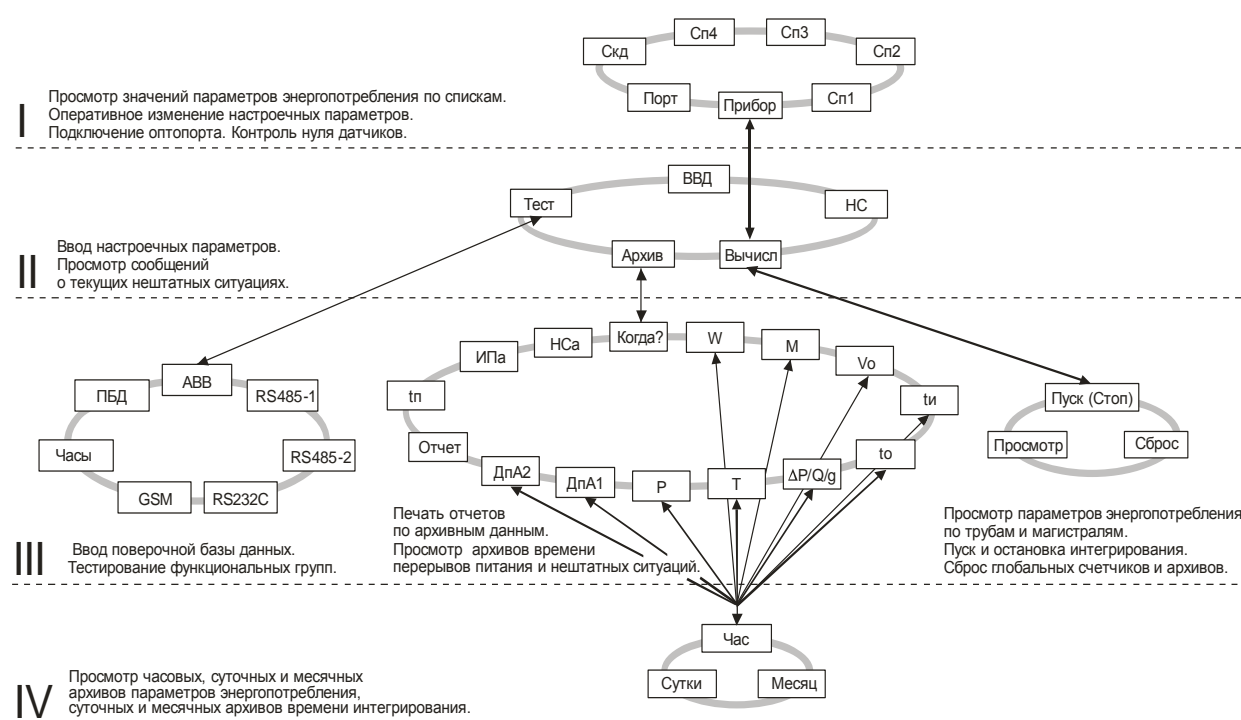 Сп4
Сп3
Скд
Сп2
Порт
Прибор
Сп1
I
Просмотр значений параметров энергопотребления по спискам.
Оперативное изменение настроечных параметров.
Подключение оптопорта. Контроль нуля датчиков.
ВВД
Тест
НС
Архив
Вычисл
II
Ввод настроечных параметров.
Просмотр сообщений
о текущих нештатных ситуациях.
АВВ
ПБД
RS485-1
Часы
RS485-2
GSM
RS232C
Когда?
W
НСа
M
ИПа
Vо
tп
tи
Отчет
tо
ДпА2
ДпА1
P
T
ΔP/Q/g
Пуск (Стоп)
Просмотр
Сброс
III
Ввод поверочной базы данных.
Тестирование функциональных групп.
Печать отчетов
по архивным данным.
Просмотр архивов времени
перерывов питания и нештатных ситуаций.
Просмотр параметров энергопотребления
по трубам и магистралям.
Пуск и остановка интегрирования.
Сброс глобальных счетчиков и архивов.
Час
Сутки
Месяц
IV
Просмотр часовых, суточных и месячных
архивов параметров энергопотребления,
суточных и месячных архивов времени интегрирования.